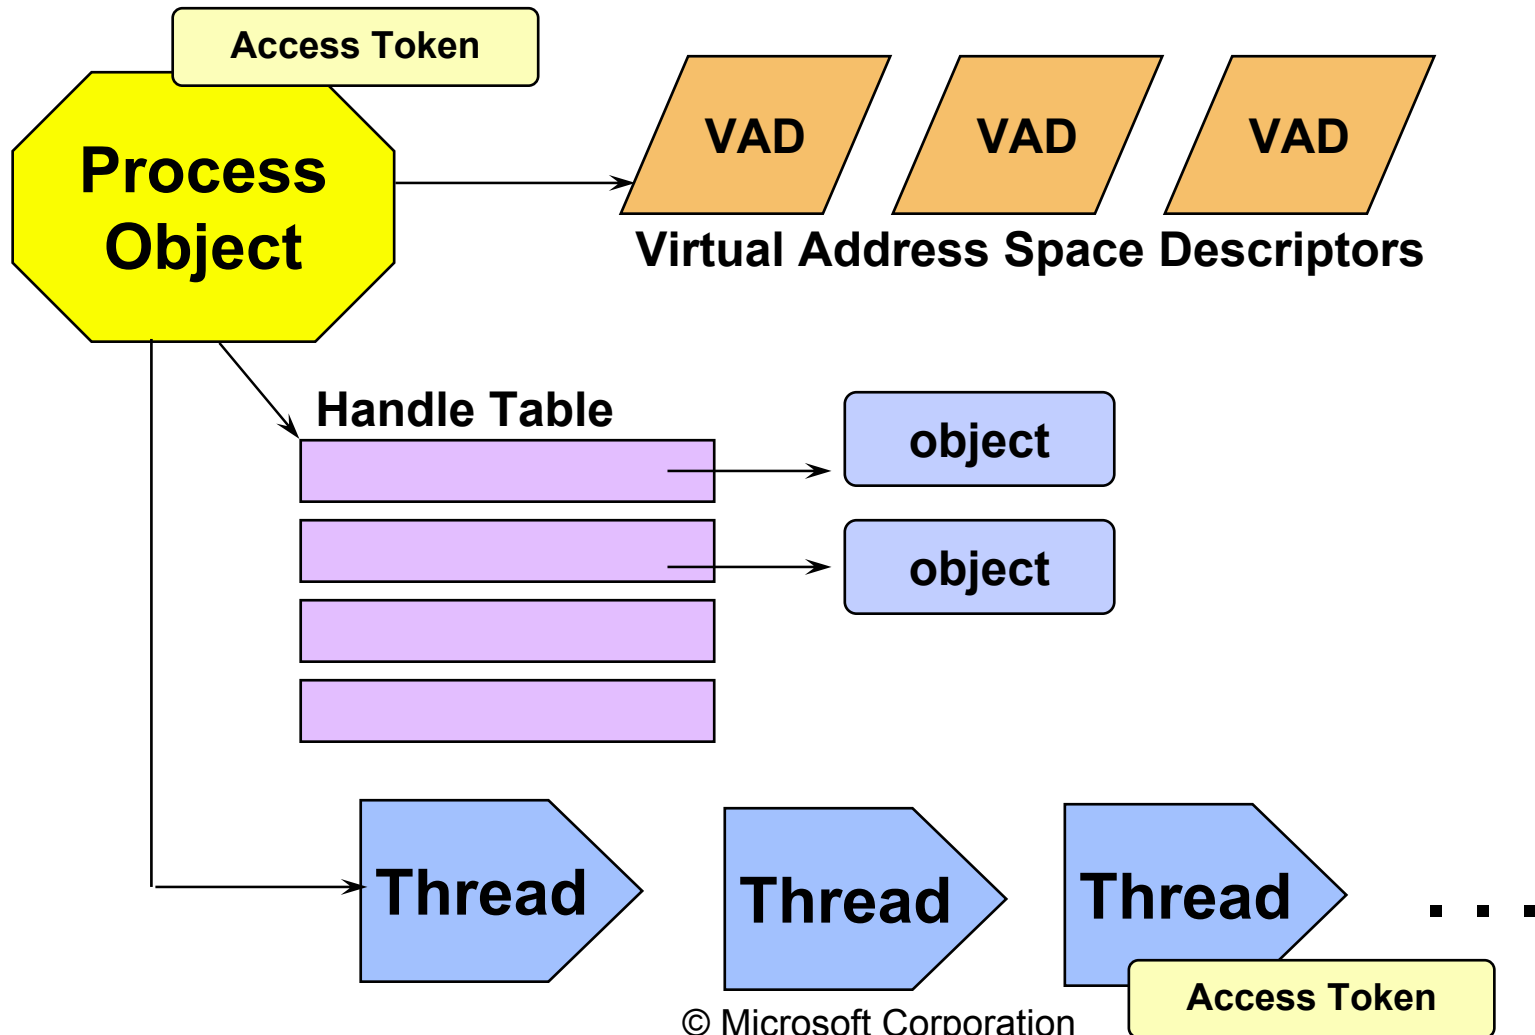 Access Token
Process
Object
VAD
VAD
VAD
Virtual Address Space Descriptors
Handle Table
object
object
Thread
Thread
Thread
. . .
Access Token
© Microsoft Corporation